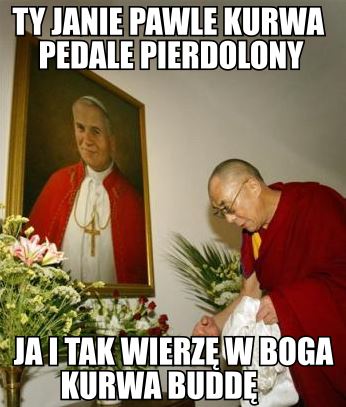 TY JANIE PAWLE KURWA
PEDALE PIERDOLONY
JA I TAK WIERZĘ W BOGA
KURWA BUDDĘ